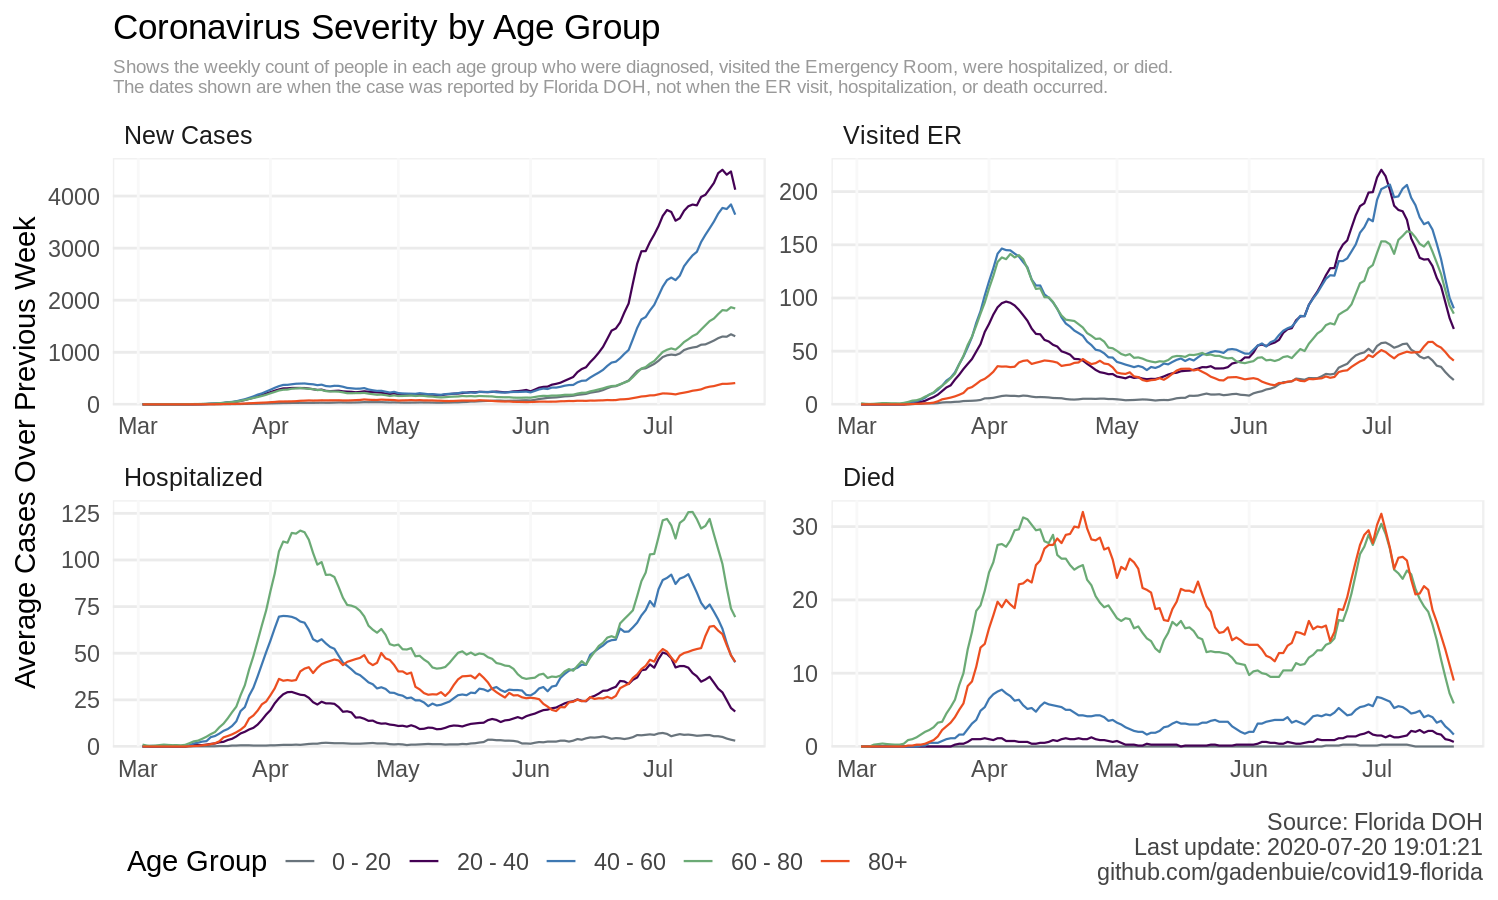 Coronavirus Severity by Age Group
Shows the weekly count of people in each age group who were diagnosed, visited the Emergency Room, were hospitalized, or died.
The dates shown are when the case was reported by Florida DOH, not when the ER visit, hospitalization, or death occurred.
Average Cases Over Previous Week
New Cases
4000
3000
2000
1000
0
Mar Apr May Jun Jul
Visited ER
200
150
100
50
0
Mar Apr May Jun Jul
Hospitalized
125
100
75
50
25
0
Mar Apr May Jun Jul
Died
30
20
10
0
Mar Apr May Jun Jul
Age Group 0 - 20 20 - 40 40 - 60 60 - 80 80+
Source: Florida DOH
Last update: 2020-07-20 19:01:21
github.com/gadenbuie/covid19-florida